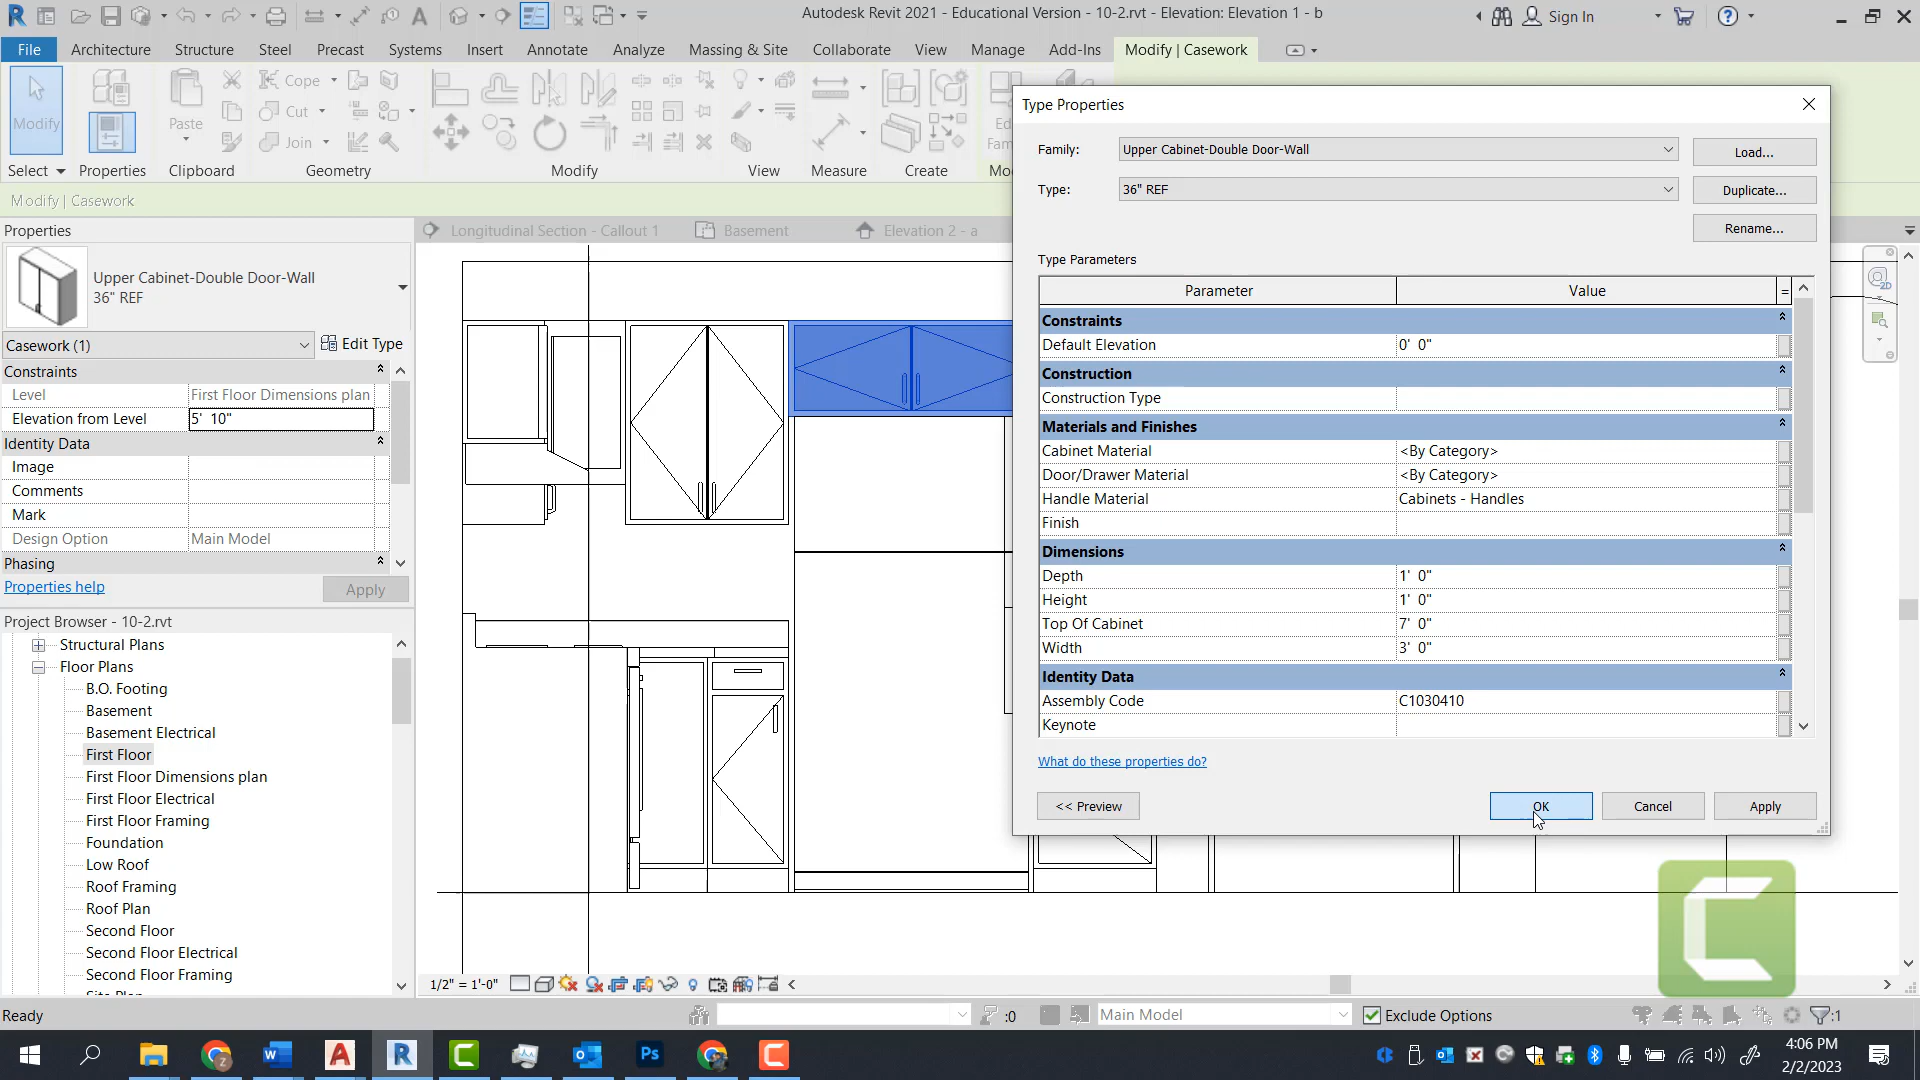 Autodesk Revit 2021 - Educational Version - 10-2.rvt - Elevation: Elevation 1 - b
Sign In
File Architecture Structure Steel Precast Systems Insert Annotate Analyze Massing & Site Collaborate View Manage Add-Ins Modify | Casework
Modify
Paste
Cope
Cut
Join
Select Properties Clipboard Geometry Modify View Measure Create
Modify | Casework
Properties
Upper Cabinet-Double Door-Wall
36" REF
Casework (1)
Edit Type
Constraints
Level First Floor Dimensions plan
Elevation from Level 5' 10"
Identity Data
Image
Comments
Mark
Design Option Main Model
Phasing
Properties help
Apply
Project Browser - 10-2.rvt
Structural Plans
Floor Plans
B.O. Footing
Basement
Basement Electrical
First Floor
First Floor Dimensions plan
First Floor Electrical
First Floor Framing
Foundation
Low Roof
Roof Framing
Roof Plan
Second Floor
Second Floor Electrical
Second Floor Framing
Longitudinal Section - Callout 1
Basement
Elevation 2 - a
Type Properties
Family: Upper Cabinet-Double Door-Wall
Load...
Type: 36" REF
Duplicate...
Rename...
Type Parameters
Parameter Value =
Constraints
Default Elevation 0' 0"
Construction
Construction Type
Materials and Finishes
Cabinet Material <By Category>
Door/Drawer Material <By Category>
Handle Material Cabinets - Handles
Finish
Dimensions
Depth 1' 0"
Height 1' 0"
Top Of Cabinet 7' 0"
Width 3' 0"
Identity Data
Assembly Code C1030410
Keynote
What do these properties do?
<< Preview
OK
Cancel
Apply
1/2" = 1'-0"
Ready
:0
Main Model
Exclude Options
:1
4:06 PM
2/2/2023